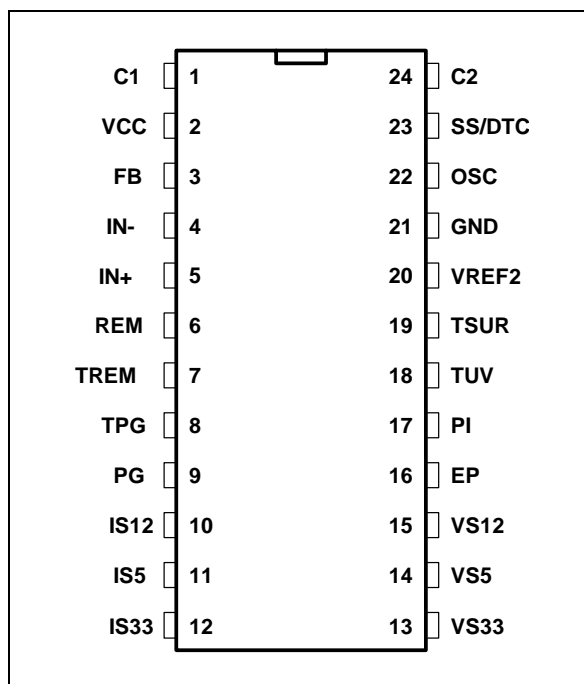 C1 1 24 C2
VCC 2 23 SS/DTC
FB 3 22 OSC
IN- 4 21 GND
IN+ 5 20 VREF2
REM 6 19 TSUR
TREM 7 18 TUV
TPG 8 17 PI
PG 9 16 EP
IS12 10 15 VS12
IS5 11 14 VS5
IS33 12 13 VS33